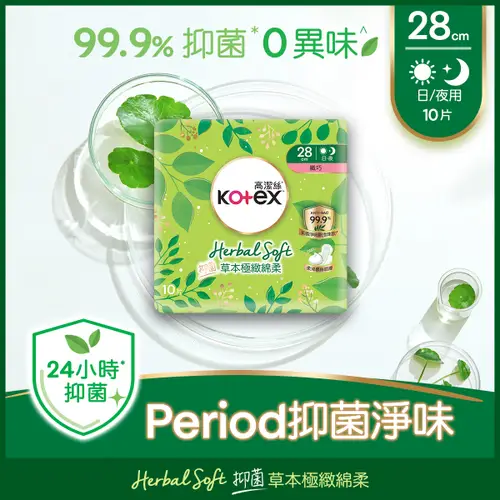 99.9% 抑菌* 0 異味^
28cm
日/夜用
10片
28cm
日·夜
纖巧
高潔絲
KOTEX
99.9%
Herbal Soft
抑菌 草本極緻綿柔
10片
24小時*
抑菌
Period抑菌淨味
Herbal Soft 抑菌 草本極緻綿柔